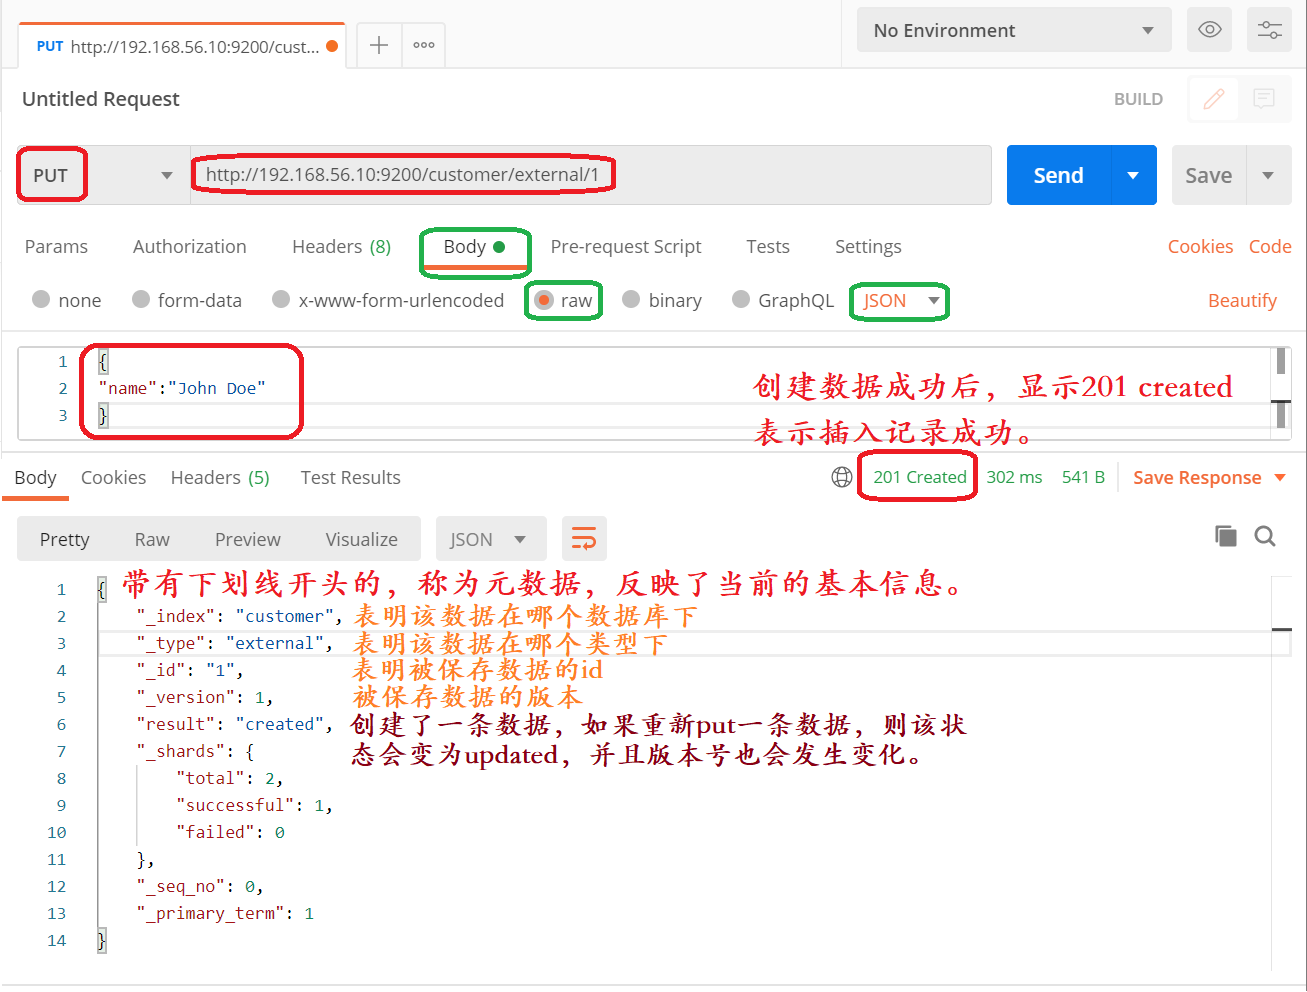 PUT http://192.168.56.10:9200/cust...
No Environment
Untitled Request
BUILD
PUT http://192.168.56.10:9200/customer/external/1 Send Save
Params Authorization Headers (8) Body Pre-request Script Tests Settings Cookies Code
none form-data x-www-form-urlencoded raw binary GraphQL JSON Beautify
1 {
2 "name":"John Doe"
3 }
创建数据成功后，显示201 created
表示插入记录成功。
Body Cookies Headers (5) Test Results 201 Created 302 ms 541 B Save Response
Pretty Raw Preview Visualize JSON
1 { 带有下划线开头的，称为元数据，反映了当前的基本信息。
2 "_index": "customer", 表明该数据在哪个数据库下
3 "_type": "external", 表明该数据在哪个类型下
4 "_id": "1", 表明被保存数据的id
5 "_version": 1, 被保存数据的版本
6 "result": "created", 创建了一条数据，如果重新put一条数据，则该状
7 "_shards": { 态会变为updated，并且版本号也会发生变化。
8 "total": 2,
9 "successful": 1,
10 "failed": 0
11 },
12 "_seq_no": 0,
13 "_primary_term": 1
14 }